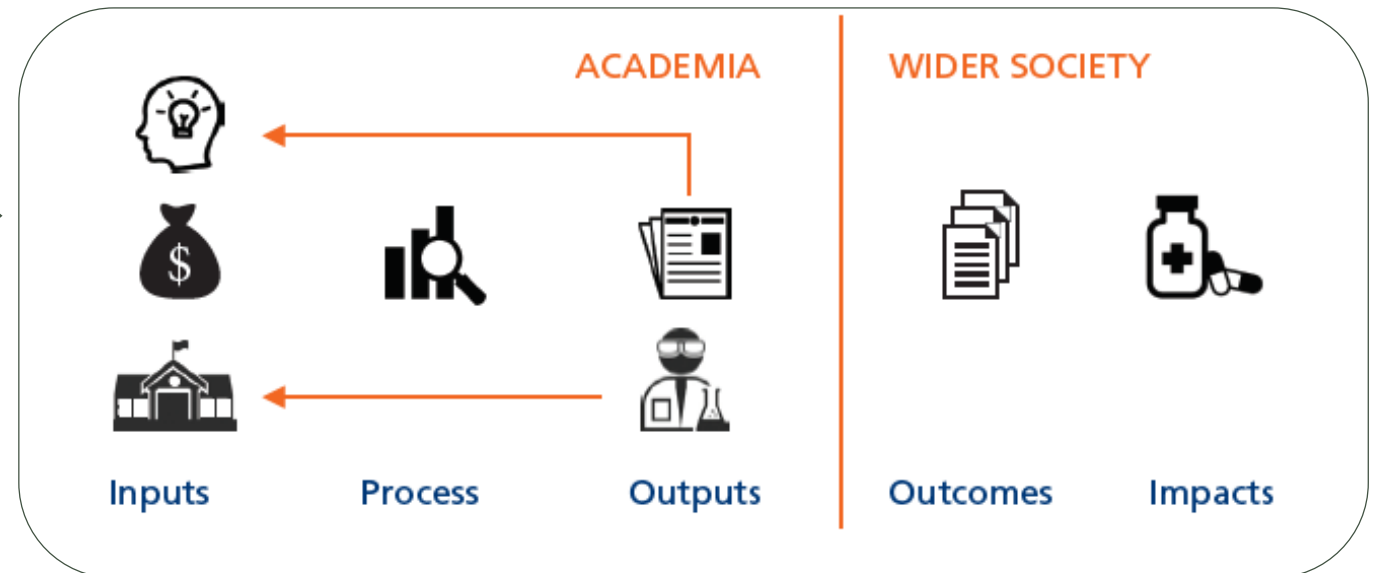 ACADEMIA
WIDER SOCIETY
$
Inputs
Process
Outputs
Outcomes
Impacts